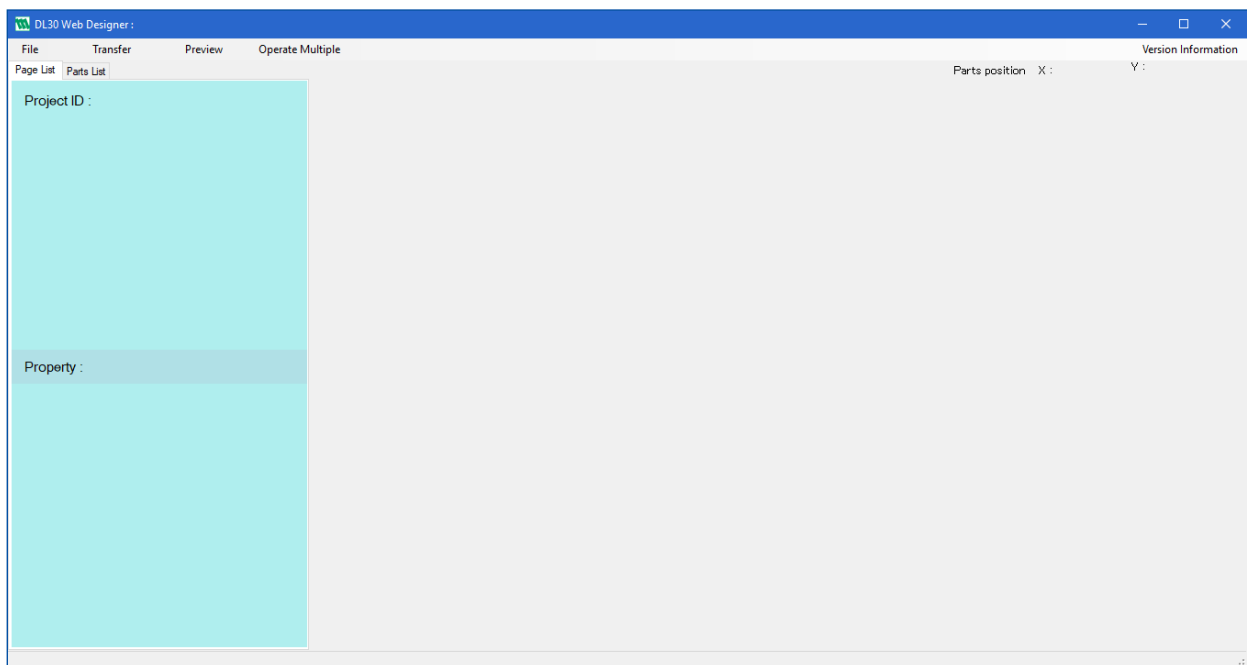 DL30 Web Designer :
File Transfer Preview Operate Multiple Version Information
Page List Parts List Parts position X : Y :
Project ID :
Property :